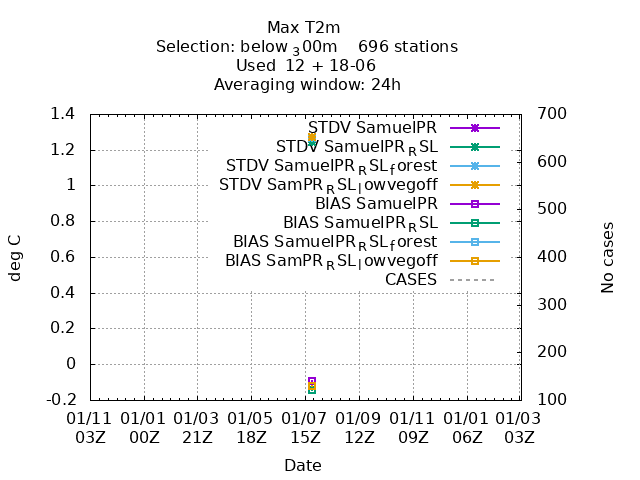 Max T2m
Selection: below ₃00m 696 stations
Used 12 + 18-06
Averaging window: 24h
1.4
1.2
1
0.8
0.6
0.4
0.2
0
-0.2
deg C
700
600
500
400
300
200
100
No cases
STDV SamuelPR
STDV SamuelPR_RSL
STDV SamuelPR_RSL_forest
STDV SamPR_RSL_lowvegoff
BIAS SamuelPR
BIAS SamuelPR_RSL
BIAS SamuelPR_RSL_forest
BIAS SamPR_RSL_lowvegoff
CASES
01/11 01/01 01/03 01/05 01/07 01/09 01/11 01/01 01/03
03Z 00Z 21Z 18Z 15Z 12Z 09Z 06Z 03Z
Date